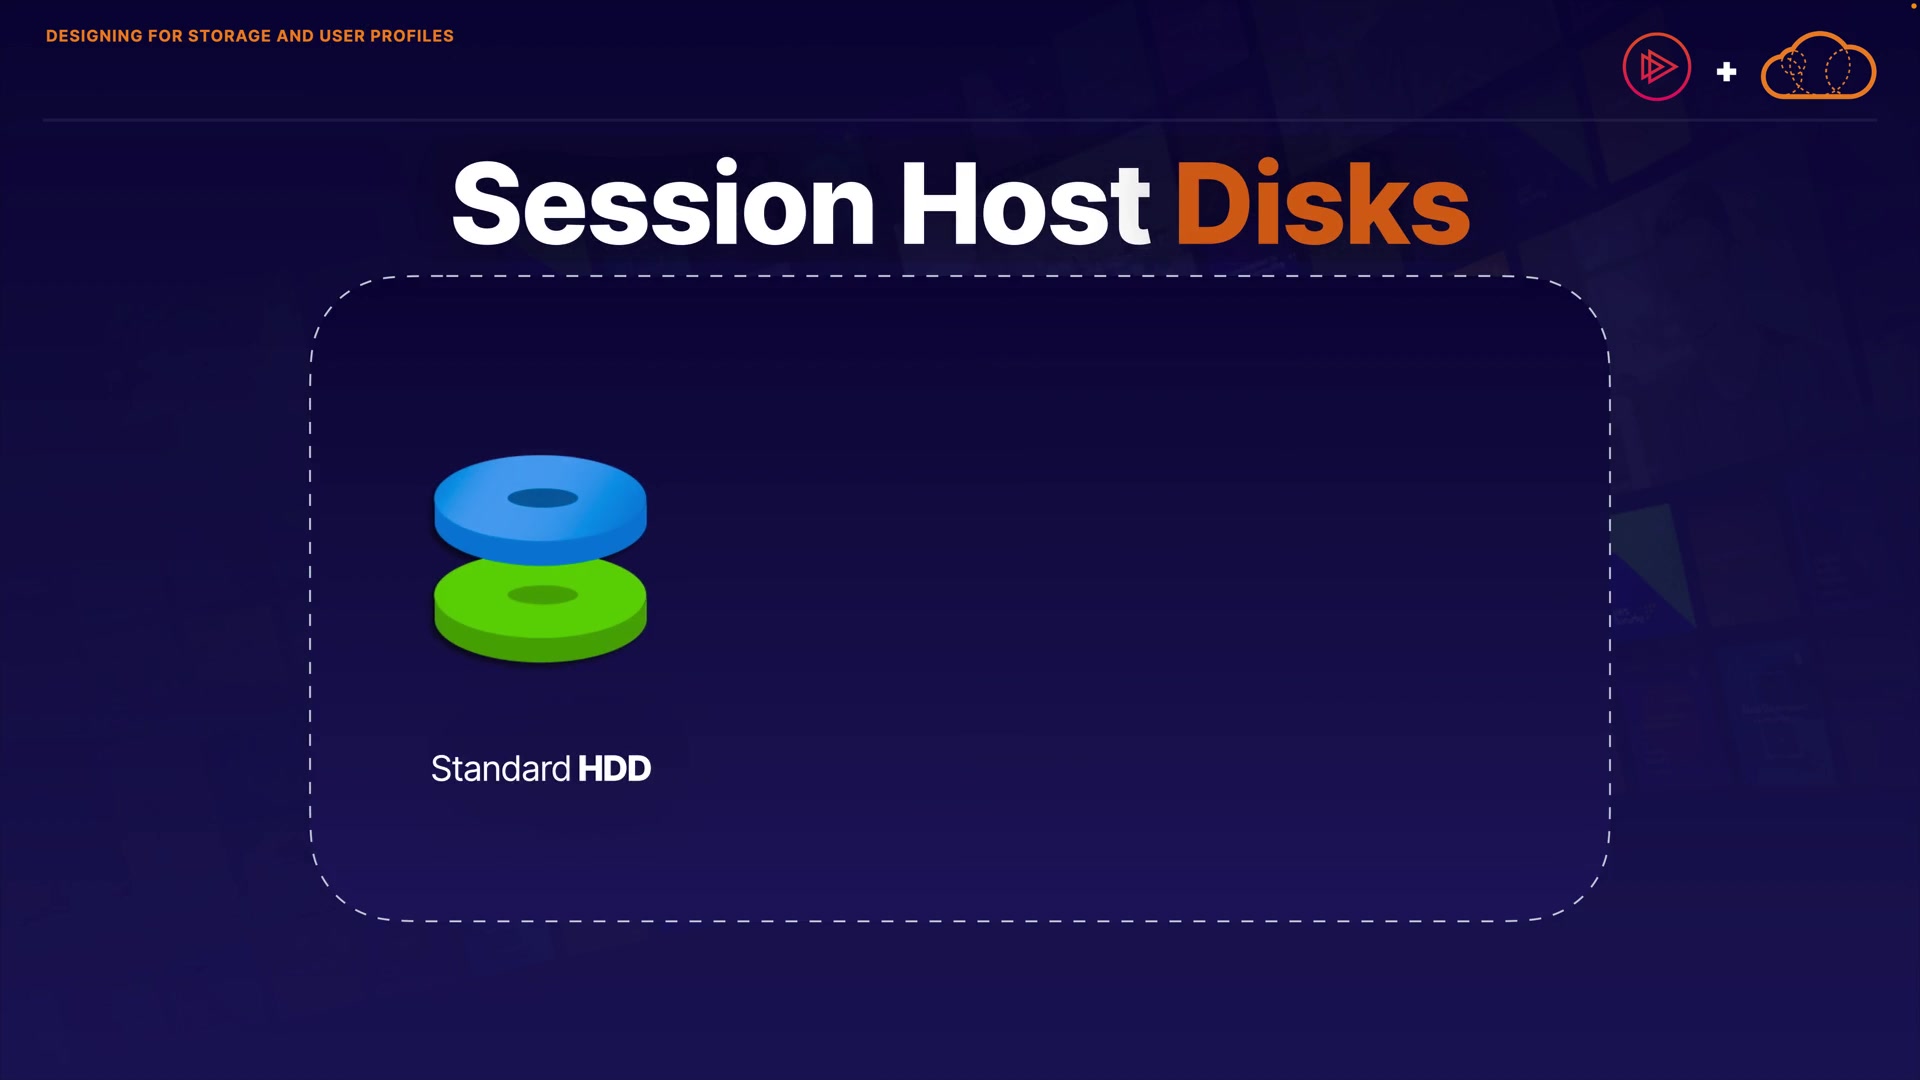 DESIGNING FOR STORAGE AND USER PROFILES
Session Host Disks
Standard HDD